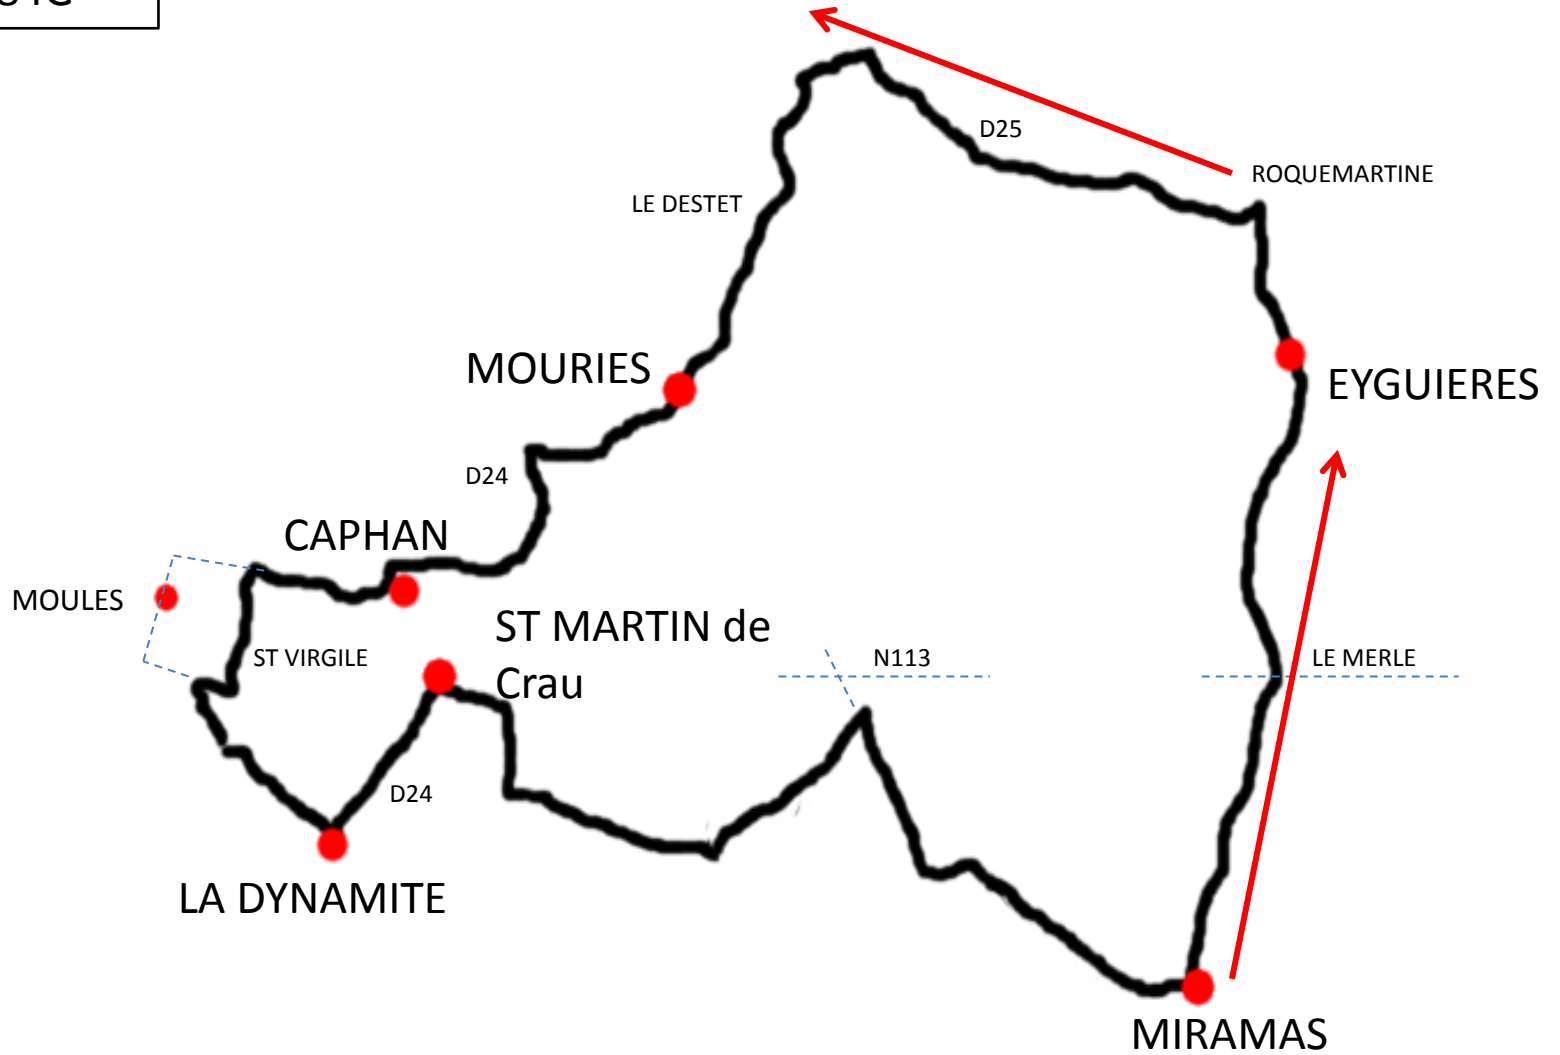 D25
ROQUEMARTINE
LE DESTET
MOURIES
EYGUIERES
D24
CAPHAN
MOULES
ST MARTIN de
Crau
ST VIRGILE
N113
LE MERLE
D24
LA DYNAMITE
MIRAMAS